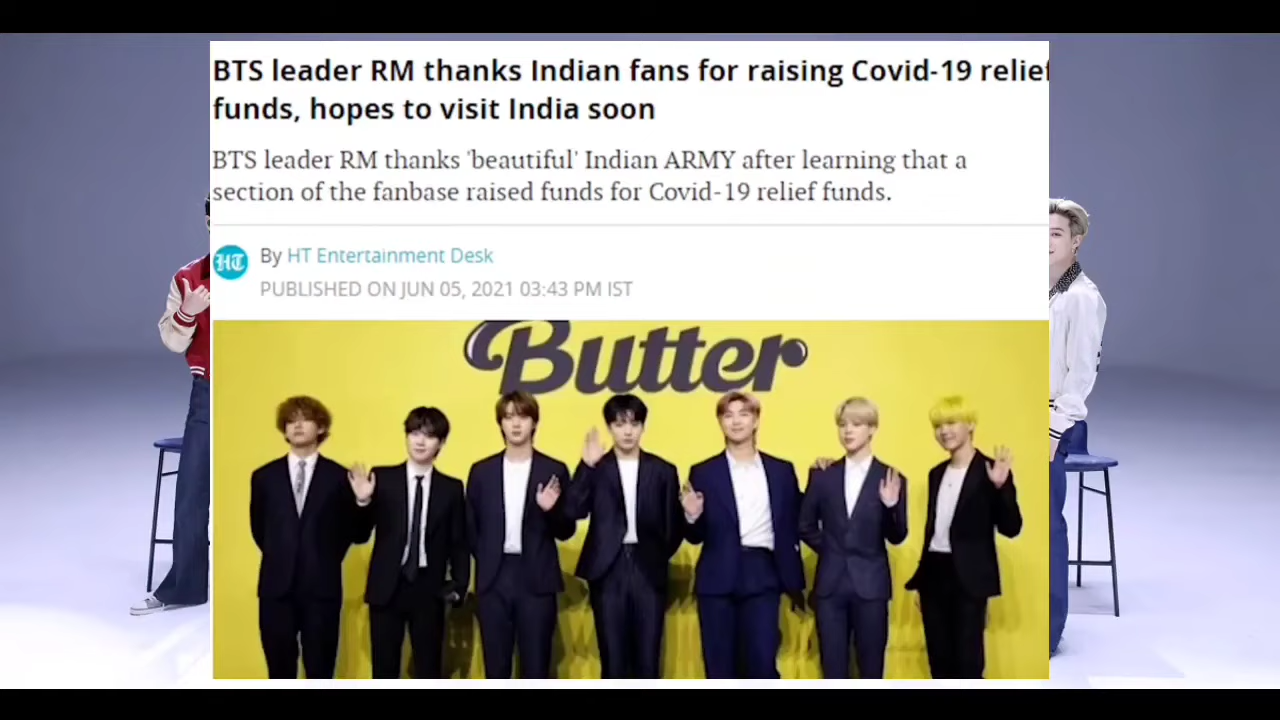 BTS leader RM thanks Indian fans for raising Covid-19 relief
funds, hopes to visit India soon
BTS leader RM thanks 'beautiful' Indian ARMY after learning that a
section of the fanbase raised funds for Covid-19 relief funds.
HT
By HT Entertainment Desk
PUBLISHED ON JUN 05, 2021 03:43 PM IST
Butter